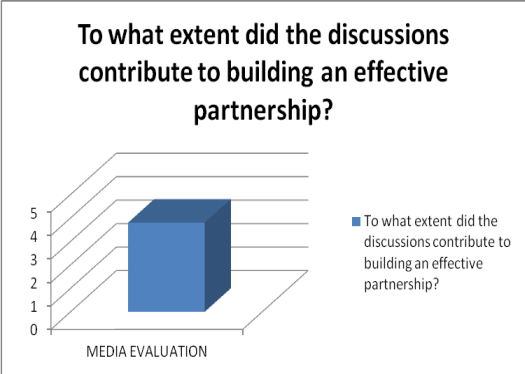 To what extent did the discussions
contribute to building an effective
partnership?
5
4
3
2
1
0
MEDIA EVALUATION
To what extent did the
discussions contribute to
building an effective
partnership?